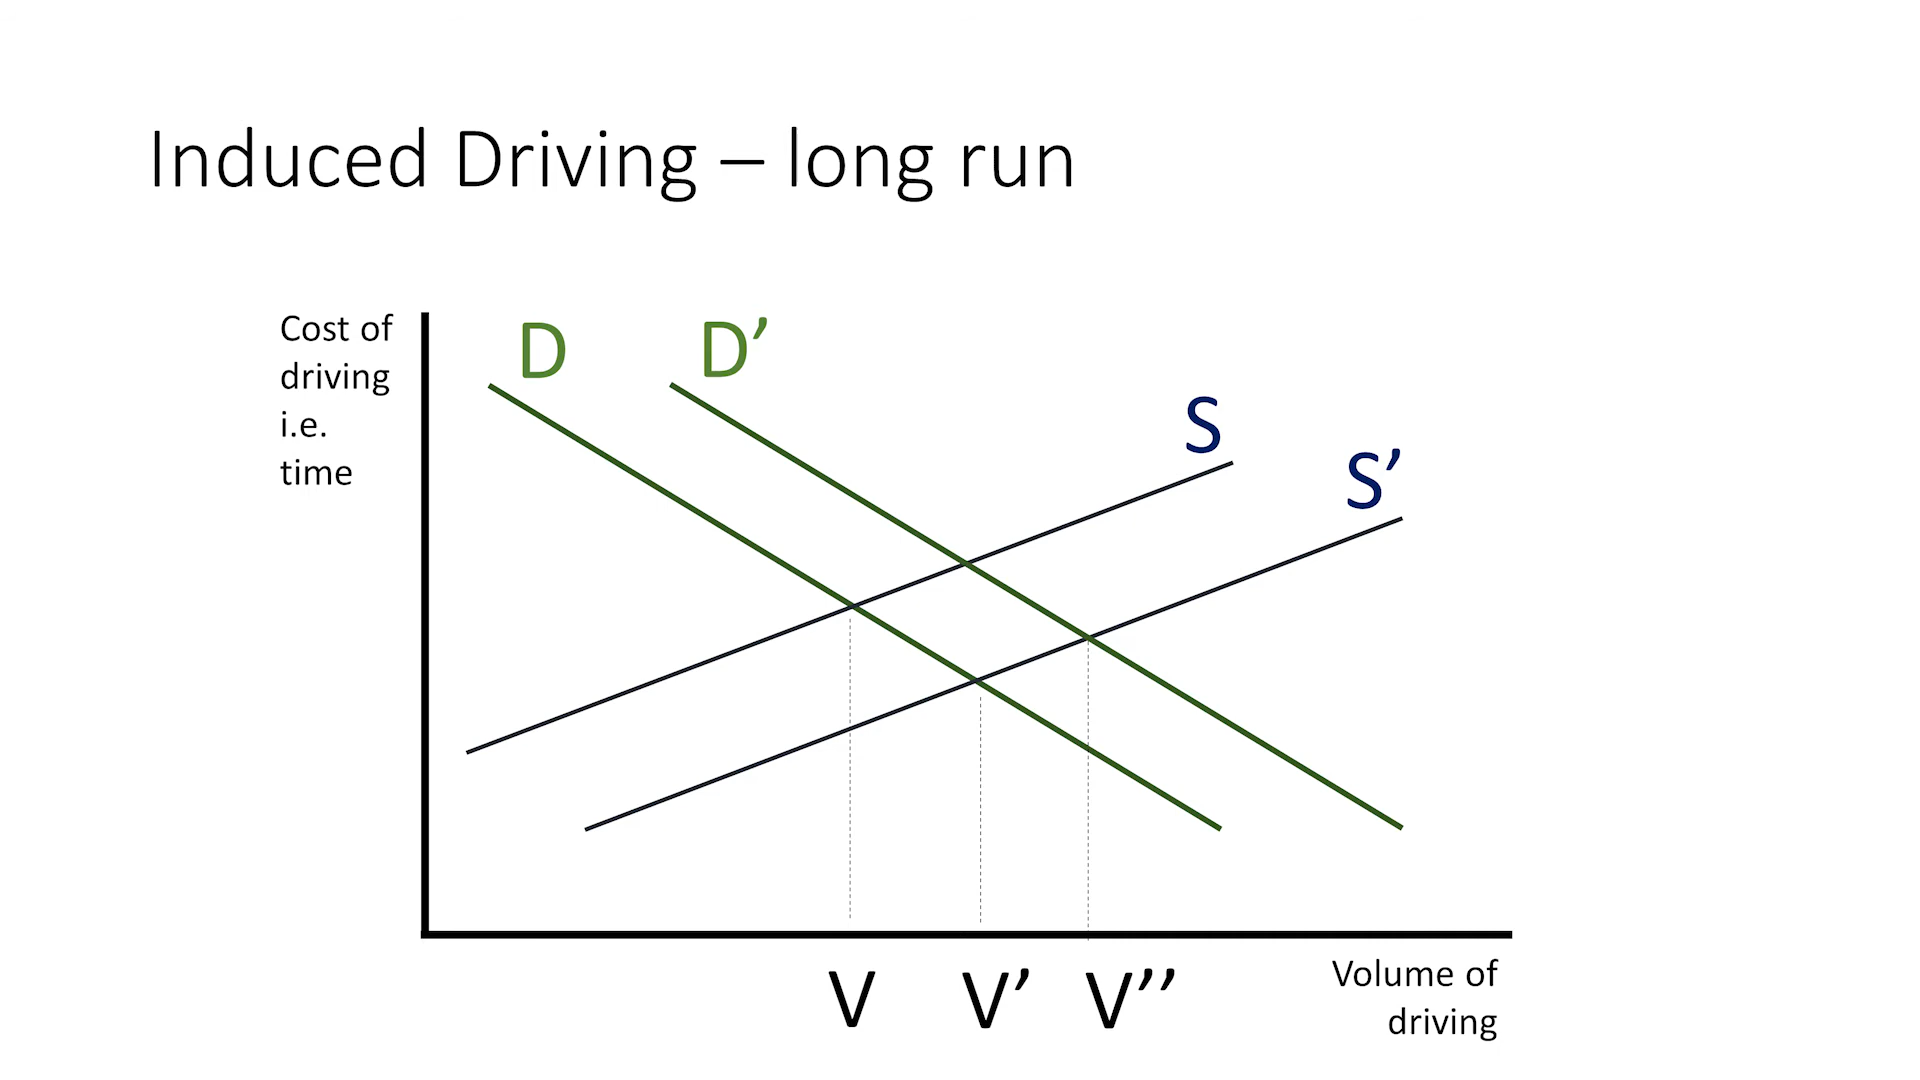 Induced Driving – long run
Cost of
driving
i.e.
time
D
D’
S
S’
V
V’
V’’
Volume of
driving